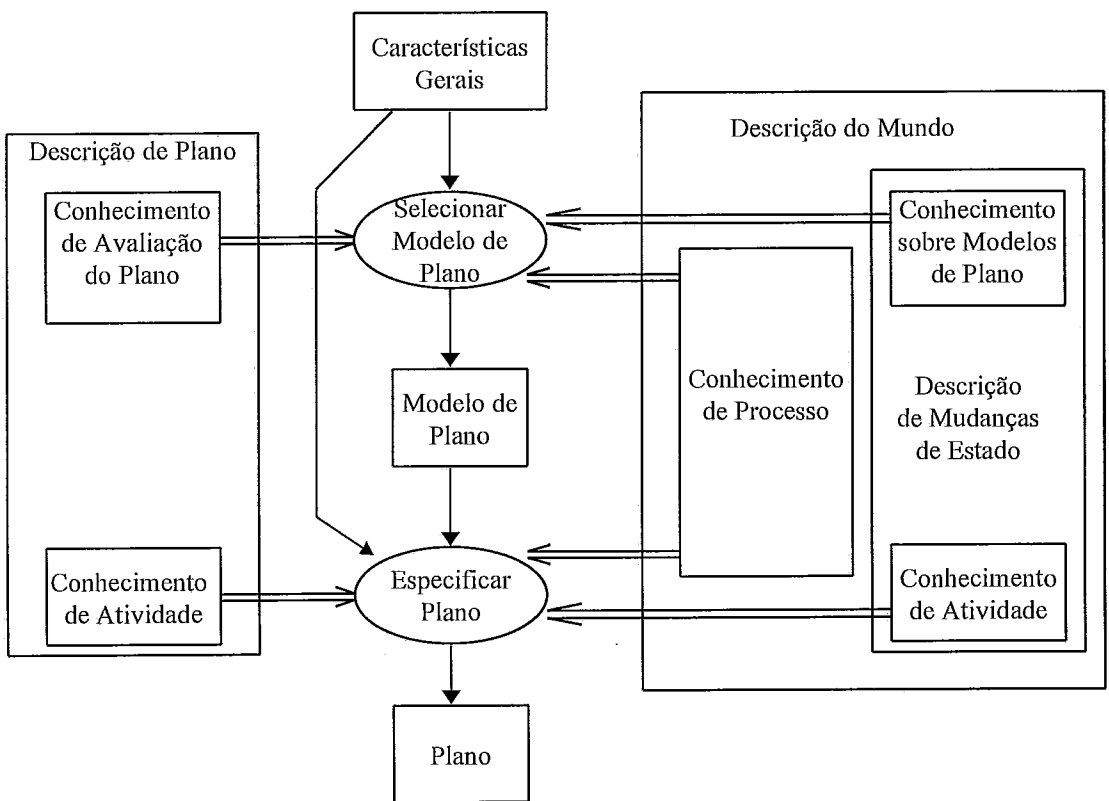 Características
Gerais
Descrição do Mundo
Descrição de Plano
Conhecimento
de Avaliação
do Plano
Selecionar
Modelo de
Plano
Conhecimento
sobre Modelos
de Plano
Conhecimento
de Processo
Descrição
de Mudanças
de Estado
Modelo de
Plano
Conhecimento
de Atividade
Especificar
Plano
Conhecimento
de Atividade
Plano